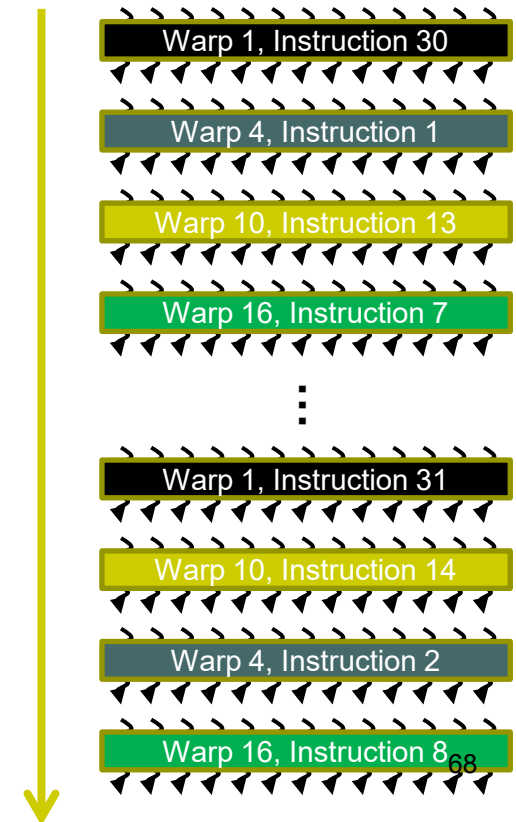 Warp 1, Instruction 30
Warp 4, Instruction 1
Warp 10, Instruction 13
Warp 16, Instruction 7
⋮
Warp 1, Instruction 31
Warp 10, Instruction 14
Warp 4, Instruction 2
Warp 16, Instruction 8
68